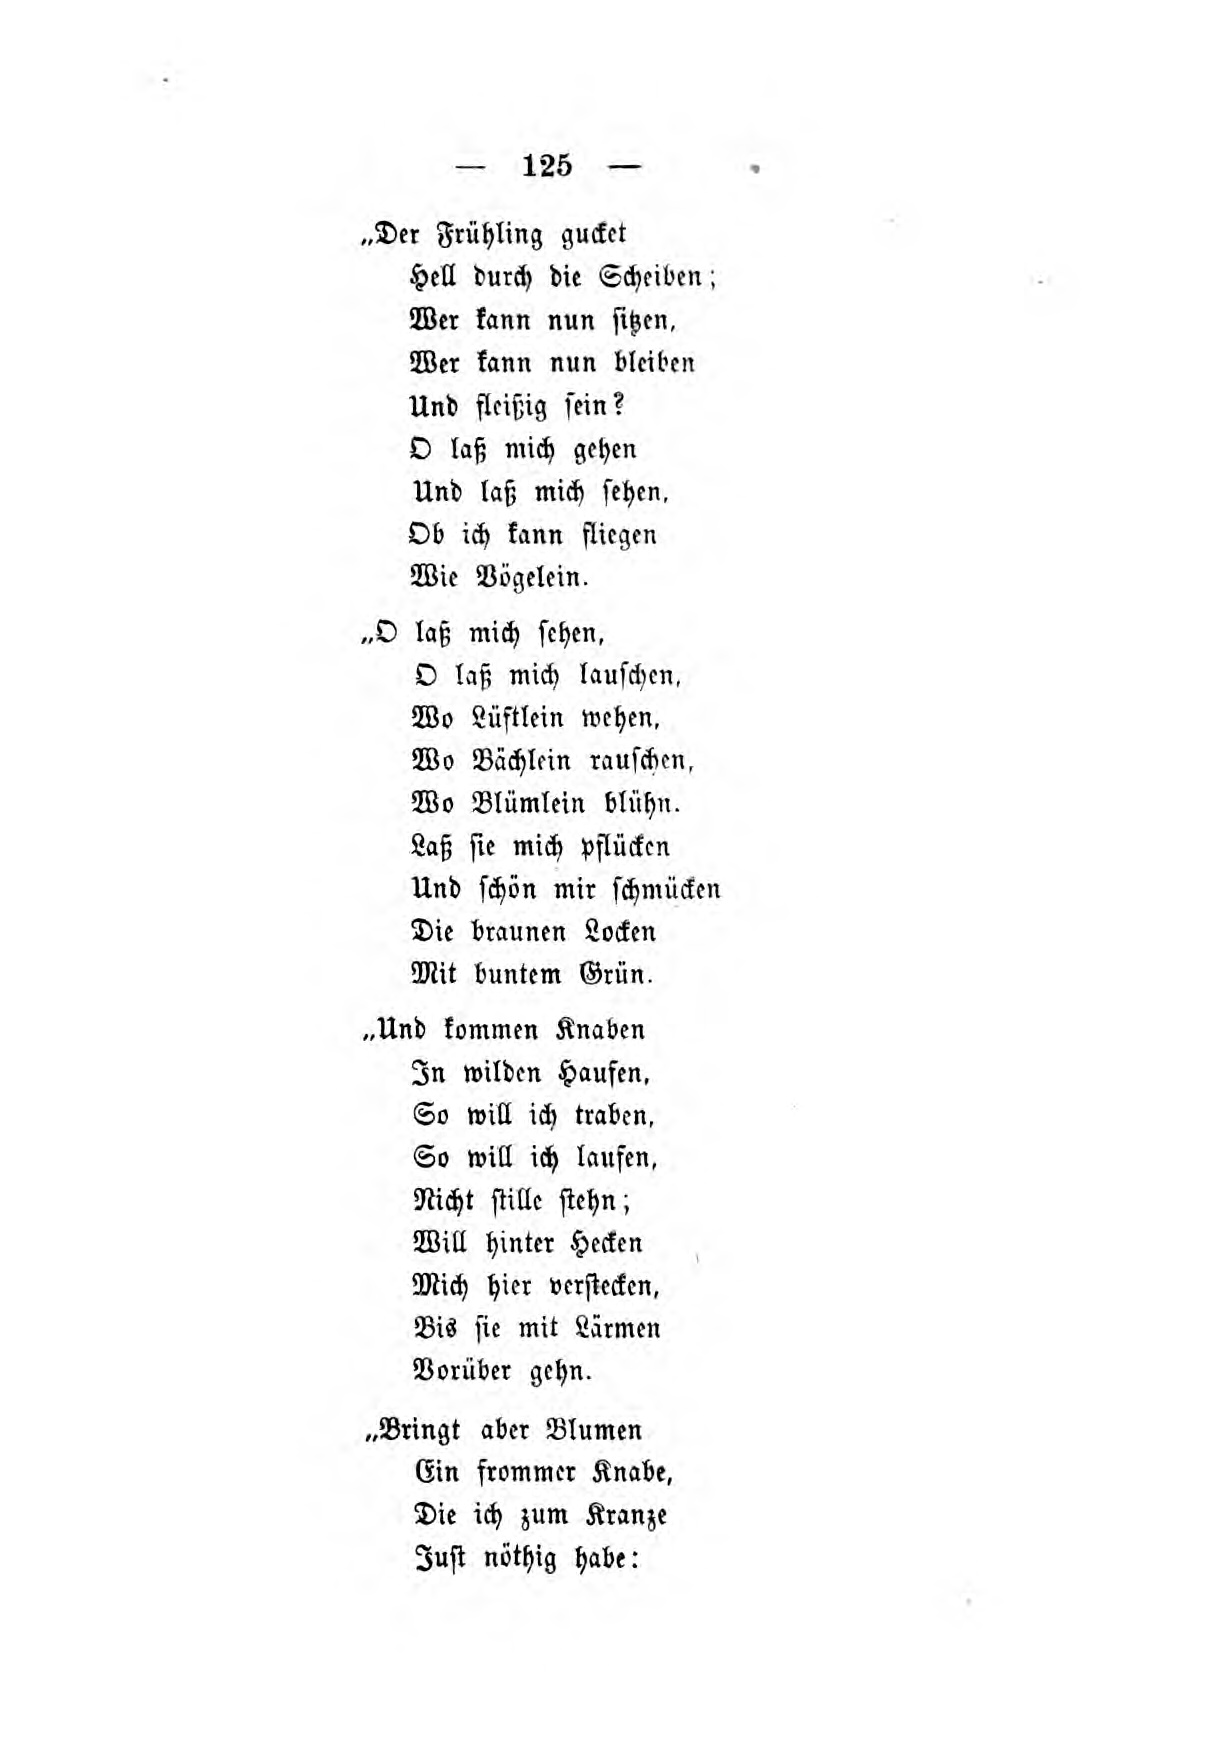 — 125 —
„Der Frühling gucket
Hell durch die Scheiben;
Wer kann nun sitzen,
Wer kann nun bleiben
Und fleißig sein?
O laß mich gehen
Und laß mich sehen,
Ob ich kann fliegen
Wie Vögelein.
„O laß mich sehen,
O laß mich lauschen,
Wo Lüftlein wehen,
Wo Bächlein rauschen,
Wo Blümlein blühn.
Laß sie mich pflücken
Und schön mir schmücken
Die braunen Locken
Mit buntem Grün.
„Und kommen Knaben
In wilden Haufen,
So will ich traben,
So will ich laufen,
Nicht stille stehn;
Will hinter Hecken
Mich hier verstecken,
Bis sie mit Lärmen
Vorüber gehn.
„Bringt aber Blumen
Ein frommer Knabe,
Die ich zum Kranze
Just nöthig habe: